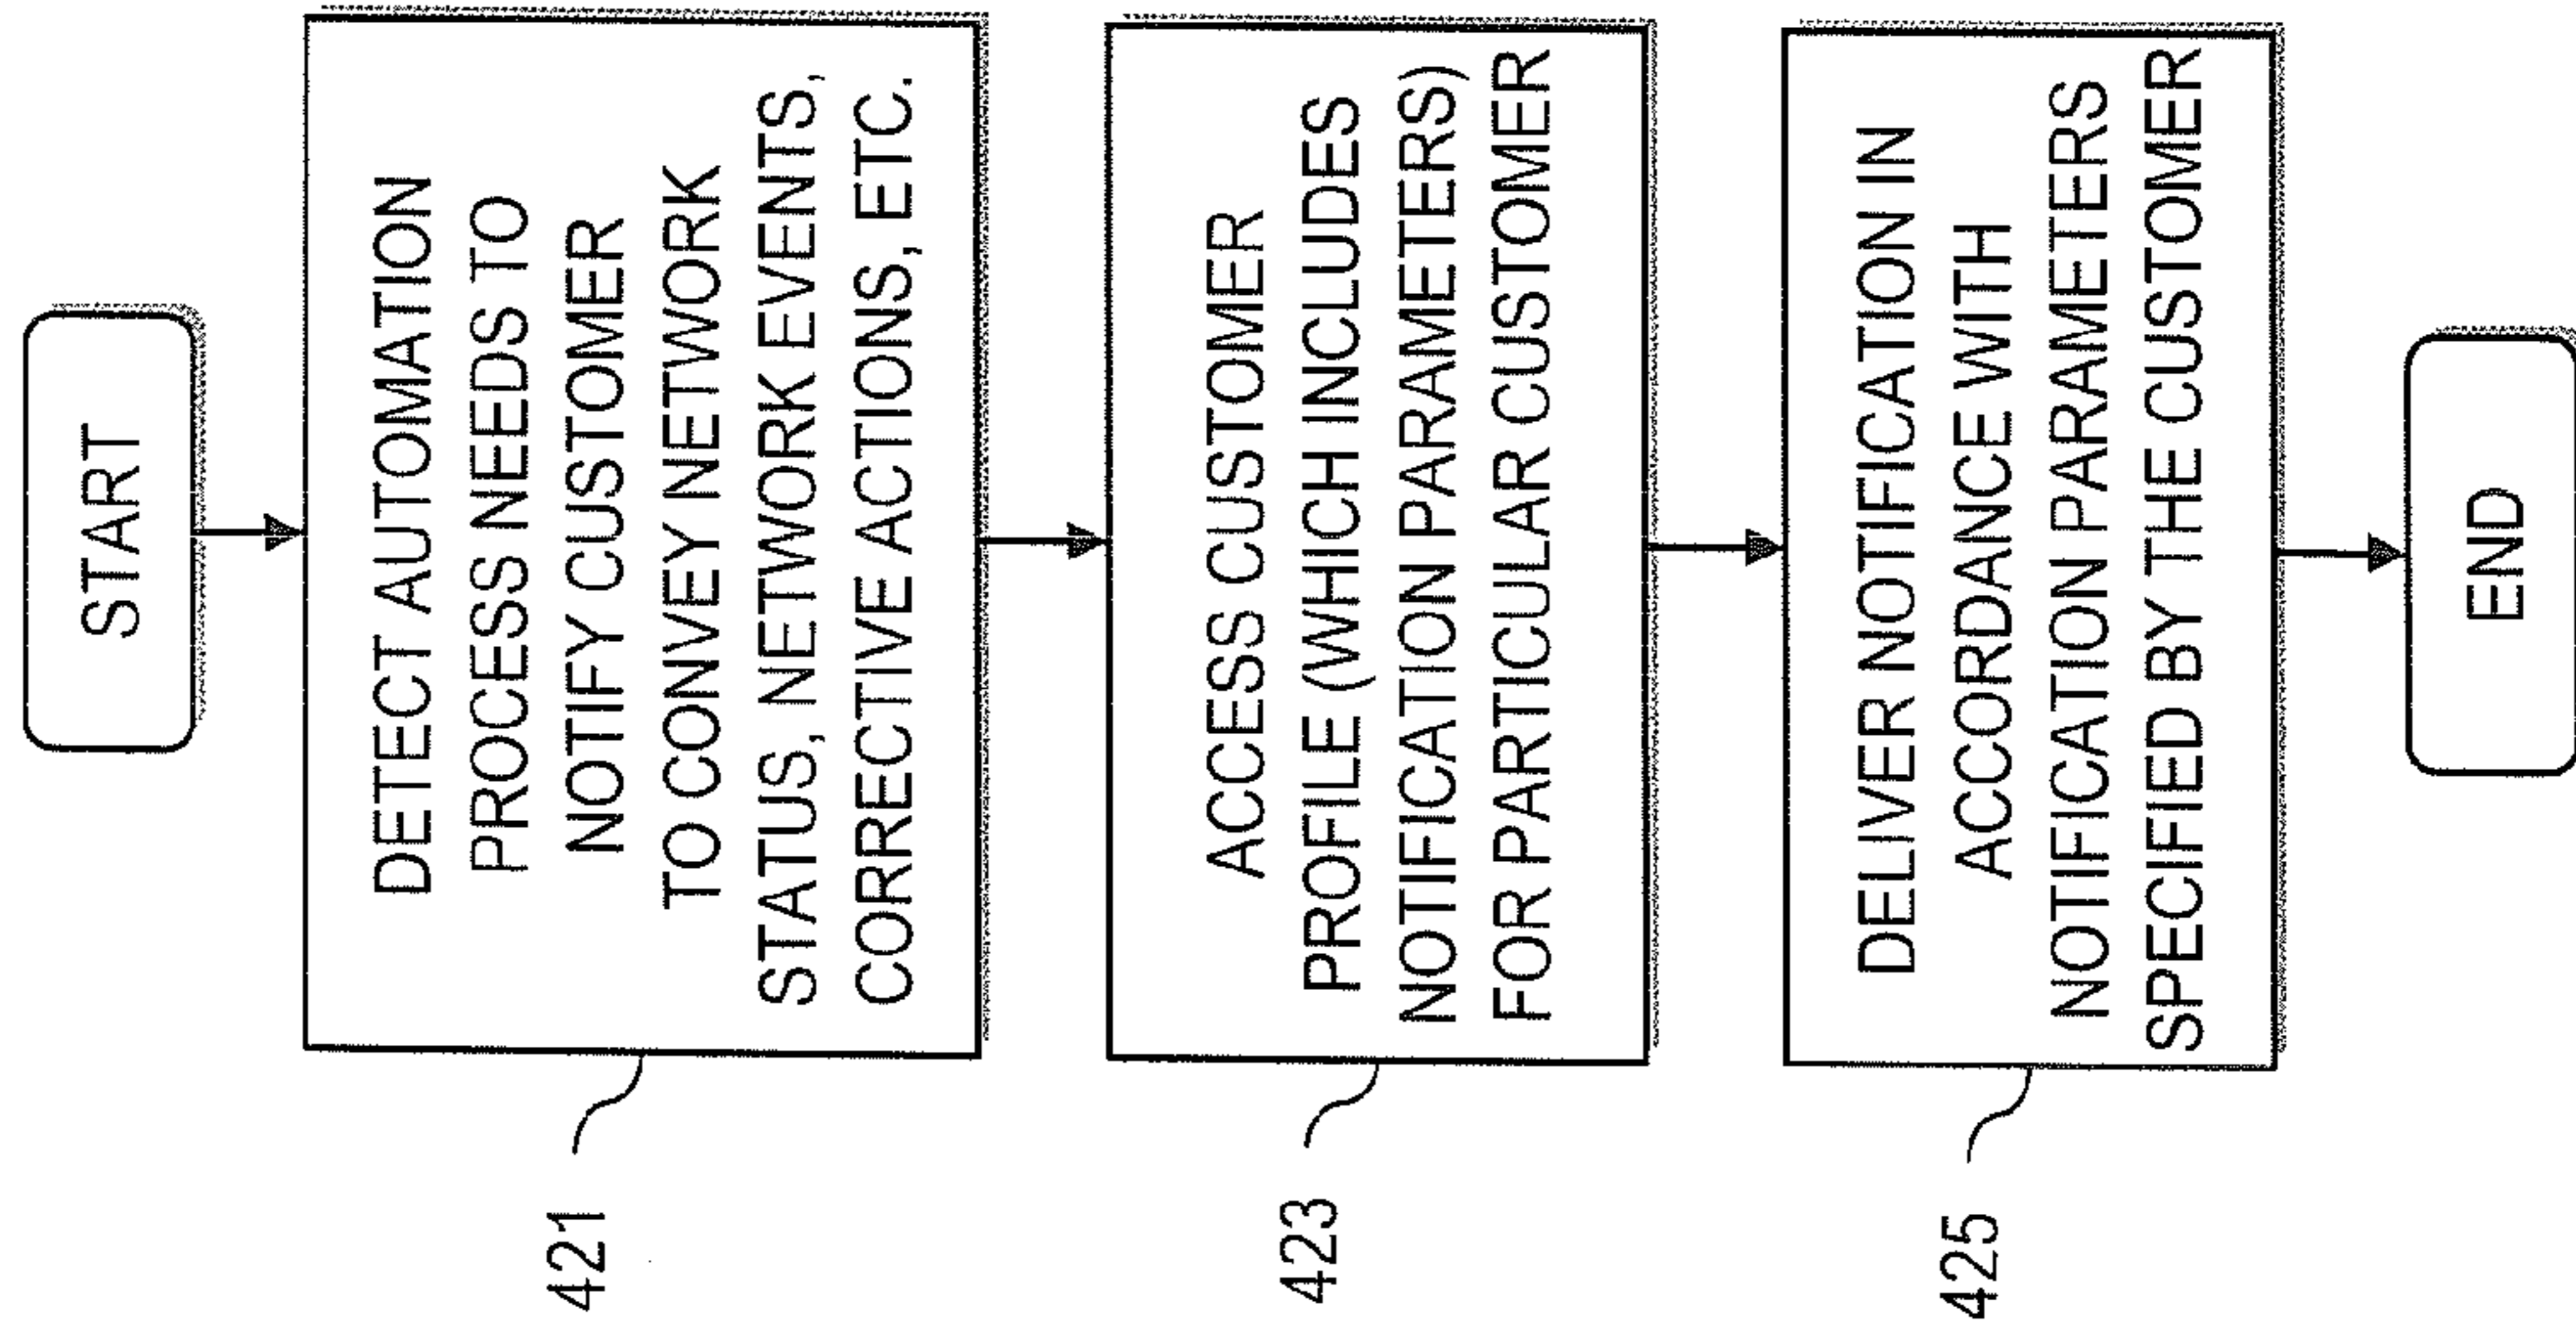 START
DETECT AUTOMATION
PROCESS NEEDS TO
NOTIFY CUSTOMER
TO CONVEY NETWORK
STATUS, NETWORK EVENTS,
CORRECTIVE ACTIONS, ETC.
421
ACCESS CUSTOMER
PROFILE (WHICH INCLUDES
NOTIFICATION PARAMETERS)
FOR PARTICULAR CUSTOMER
423
DELIVER NOTIFICATION IN
ACCORDANCE WITH
NOTIFICATION PARAMETERS
SPECIFIED BY THE CUSTOMER
425
END